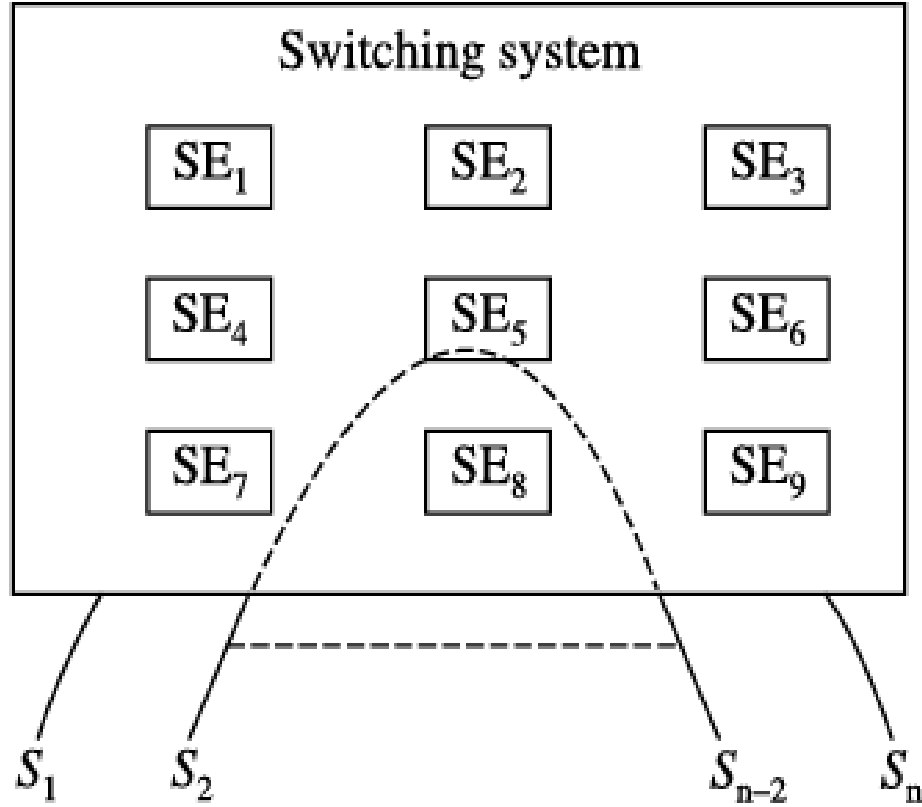 Switching system
SE₁ SE₂ SE₃
SE₄ SE₅ SE₆
SE₇ SE₈ SE₉
S₁ S₂ Sₙ₋₂ Sₙ